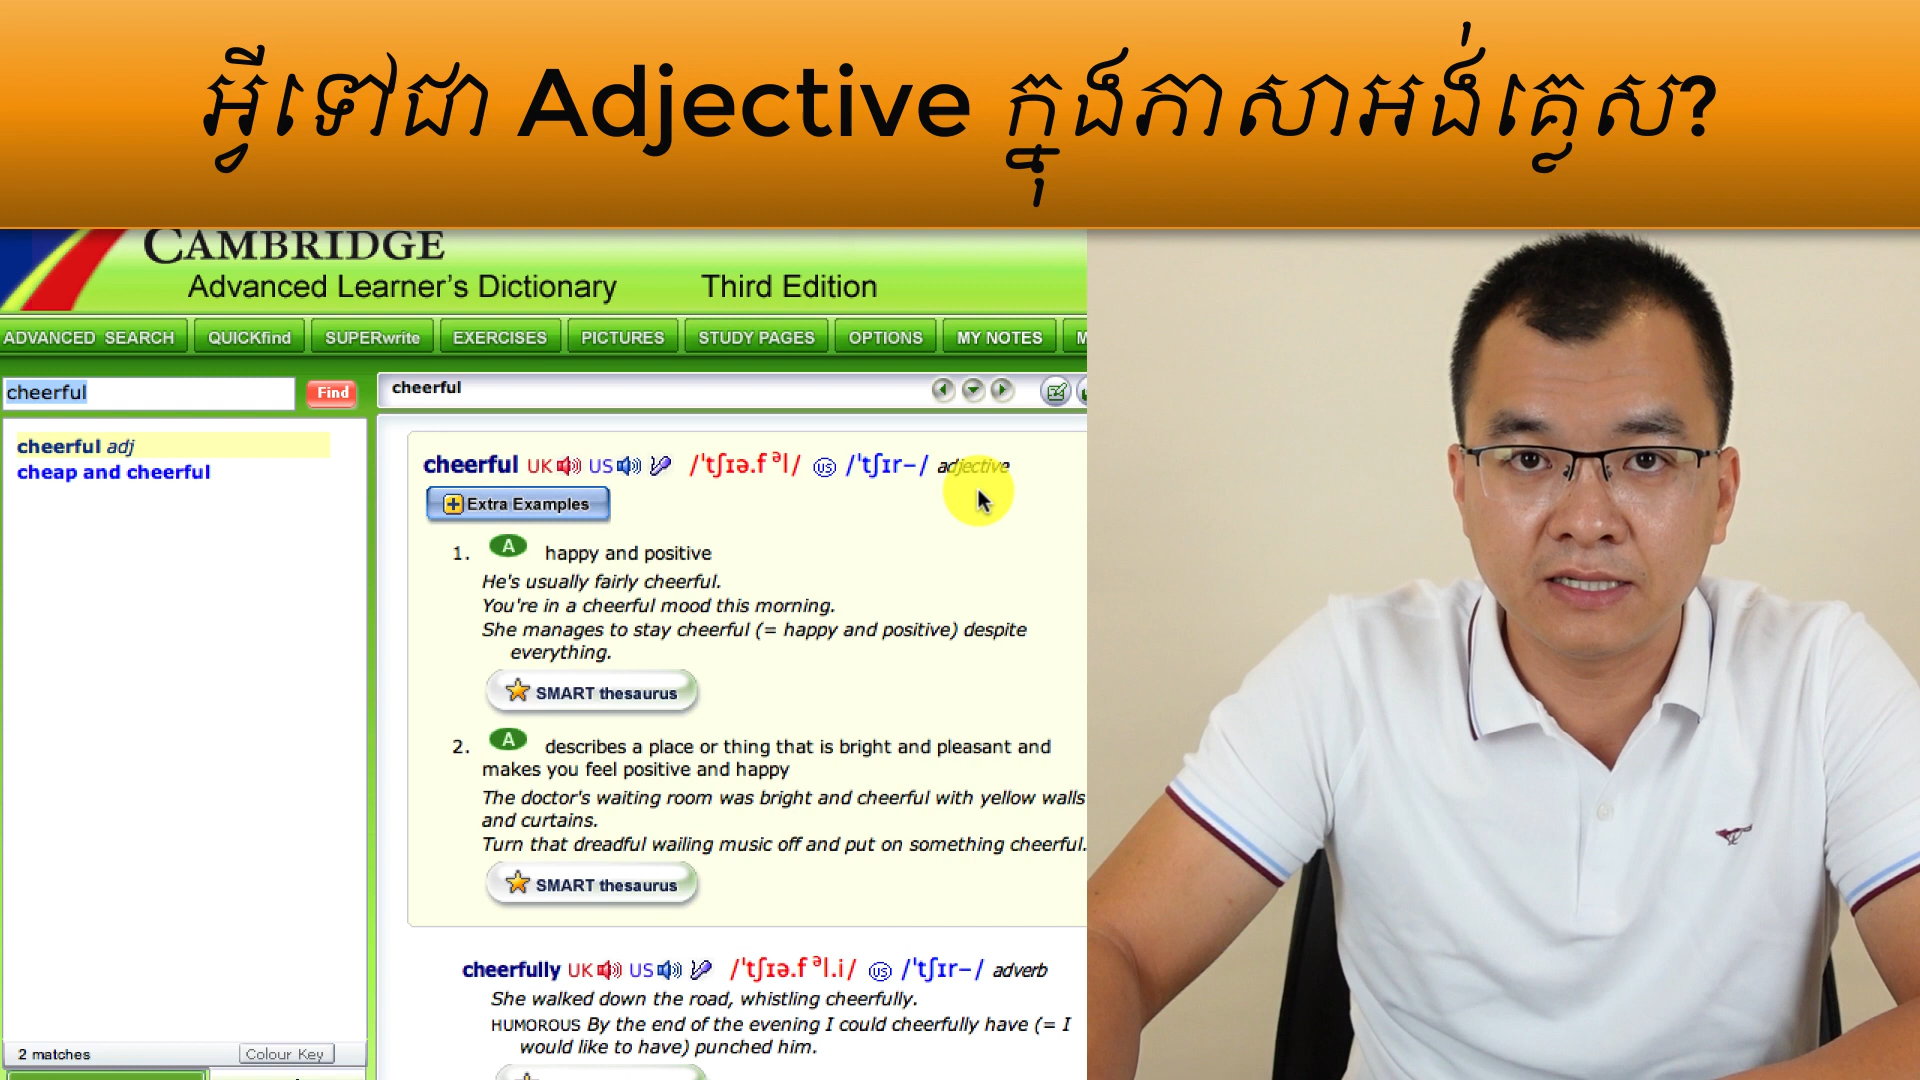 អ្វីទៅជា Adjective ក្នុងភាសាអង់គ្លេស?
CAMBRIDGE
Advanced Learner's Dictionary Third Edition
ADVANCED SEARCH QUICKfind SUPERwrite EXERCISES PICTURES STUDY PAGES OPTIONS MY NOTES M
cheerful Find
cheerful
cheerful adj
cheap and cheerful
cheerful UK US /ˈtʃɪə.fᵊl/ US /ˈtʃɪr-/ adjective
Extra Examples
1. A happy and positive
He's usually fairly cheerful.
You're in a cheerful mood this morning.
She manages to stay cheerful (= happy and positive) despite
everything.
SMART thesaurus
2. A describes a place or thing that is bright and pleasant and
makes you feel positive and happy
The doctor's waiting room was bright and cheerful with yellow walls
and curtains.
Turn that dreadful wailing music off and put on something cheerful.
SMART thesaurus
cheerfully UK US /ˈtʃɪə.fᵊl.i/ US /ˈtʃɪr-/ adverb
She walked down the road, whistling cheerfully.
HUMOROUS By the end of the evening I could cheerfully have (= I
would like to have) punched him.
2 matches Colour Key